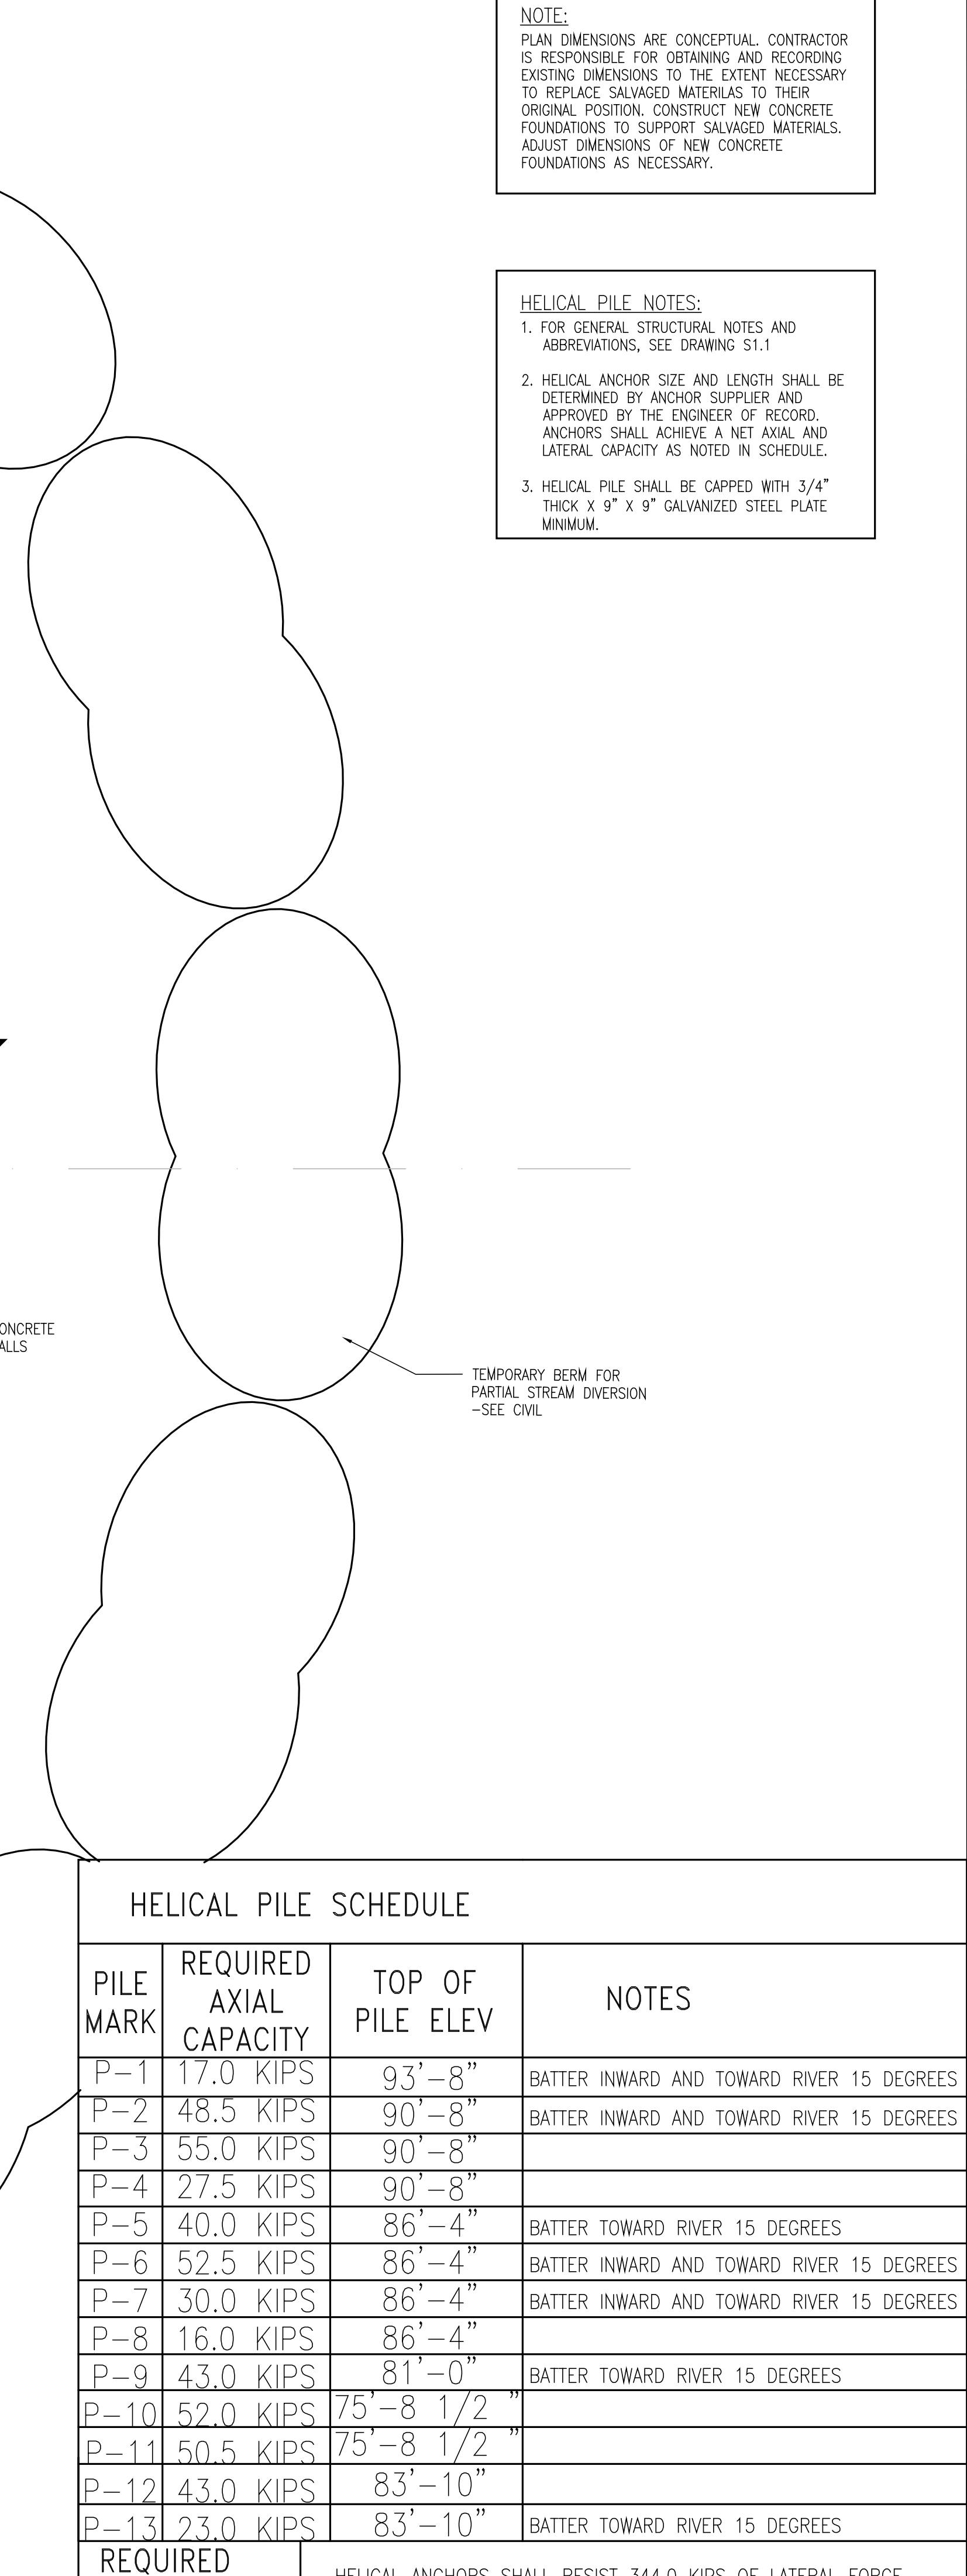 NOTE:
PLAN DIMENSIONS ARE CONCEPTUAL. CONTRACTOR
IS RESPONSIBLE FOR OBTAINING AND RECORDING
EXISTING DIMENSIONS TO THE EXTENT NECESSARY
TO REPLACE SALVAGED MATERILAS TO THEIR
ORIGINAL POSITION. CONSTRUCT NEW CONCRETE
FOUNDATIONS TO SUPPORT SALVAGED MATERIALS.
ADJUST DIMENSIONS OF NEW CONCRETE
FOUNDATIONS AS NECESSARY.
HELICAL PILE NOTES:
1. FOR GENERAL STRUCTURAL NOTES AND
ABBREVIATIONS, SEE DRAWING S1.1
2. HELICAL ANCHOR SIZE AND LENGTH SHALL BE
DETERMINED BY ANCHOR SUPPLIER AND
APPROVED BY THE ENGINEER OF RECORD.
ANCHORS SHALL ACHIEVE A NET AXIAL AND
LATERAL CAPACITY AS NOTED IN SCHEDULE.
3. HELICAL PILE SHALL BE CAPPED WITH 3/4"
THICK X 9" X 9" GALVANIZED STEEL PLATE
MINIMUM.
ONCRETE
ALLS
TEMPORARY BERM FOR
PARTIAL STREAM DIVERSION
-SEE CIVIL
HELICAL PILE SCHEDULE
PILE MARK REQUIRED AXIAL CAPACITY TOP OF PILE ELEV NOTES
P-1 17.0 KIPS 93'-8" BATTER INWARD AND TOWARD RIVER 15 DEGREES
P-2 48.5 KIPS 90'-8" BATTER INWARD AND TOWARD RIVER 15 DEGREES
P-3 55.0 KIPS 90'-8"
P-4 27.5 KIPS 90'-8"
P-5 40.0 KIPS 86'-4" BATTER TOWARD RIVER 15 DEGREES
P-6 52.5 KIPS 86'-4" BATTER INWARD AND TOWARD RIVER 15 DEGREES
P-7 30.0 KIPS 86'-4" BATTER INWARD AND TOWARD RIVER 15 DEGREES
P-8 16.0 KIPS 86'-4"
P-9 43.0 KIPS 81'-0" BATTER TOWARD RIVER 15 DEGREES
P-10 52.0 KIPS 75'-8 1/2 "
P-11 50.5 KIPS 75'-8 1/2 "
P-12 43.0 KIPS 83'-10"
P-13 23.0 KIPS 83'-10" BATTER TOWARD RIVER 15 DEGREES
REQUIRED HELICAL ANCHORS SHALL RESIST 344.0 KIPS OF LATERAL FORCE